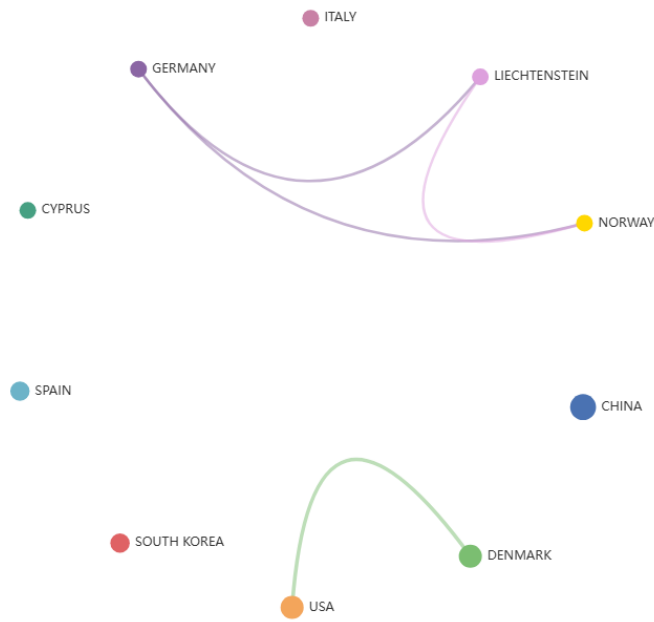 ITALY
GERMANY
LIECHTENSTEIN
CYPRUS
NORWAY
SPAIN
CHINA
SOUTH KOREA
DENMARK
USA